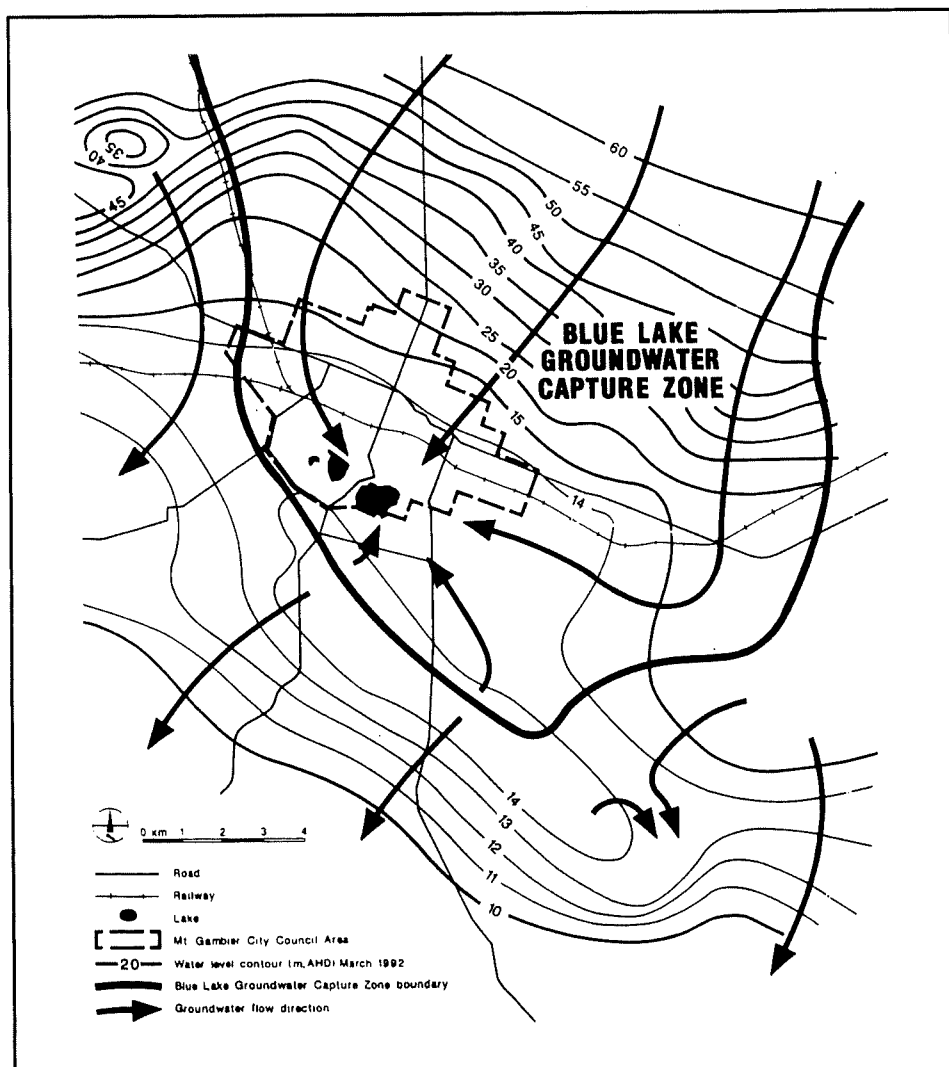 60
55
50
45
40
35
30
25
20
15
14
35
40
45
BLUE LAKE
GROUNDWATER
CAPTURE ZONE
14
13
12
11
10
0 km 1 2 3 4
Road
Railway
Lake
Mt Gambier City Council Area
20 Water level contour (m, AHD) March 1992
Blue Lake Groundwater Capture Zone boundary
Groundwater flow direction